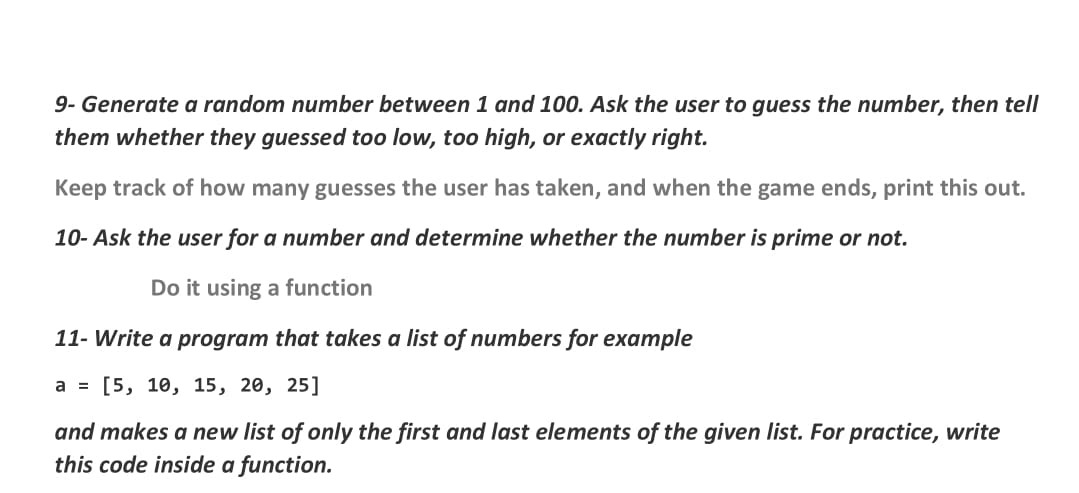 9- Generate a random number between 1 and 100. Ask the user to guess the number, then tell
them whether they guessed too low, too high, or exactly right.
Keep track of how many guesses the user has taken, and when the game ends, print this out.
10- Ask the user for a number and determine whether the number is prime or not.
Do it using a function
11- Write a program that takes a list of numbers for example
a = [5, 10, 15, 20, 25]
and makes a new list of only the first and last elements of the given list. For practice, write
this code inside a function.